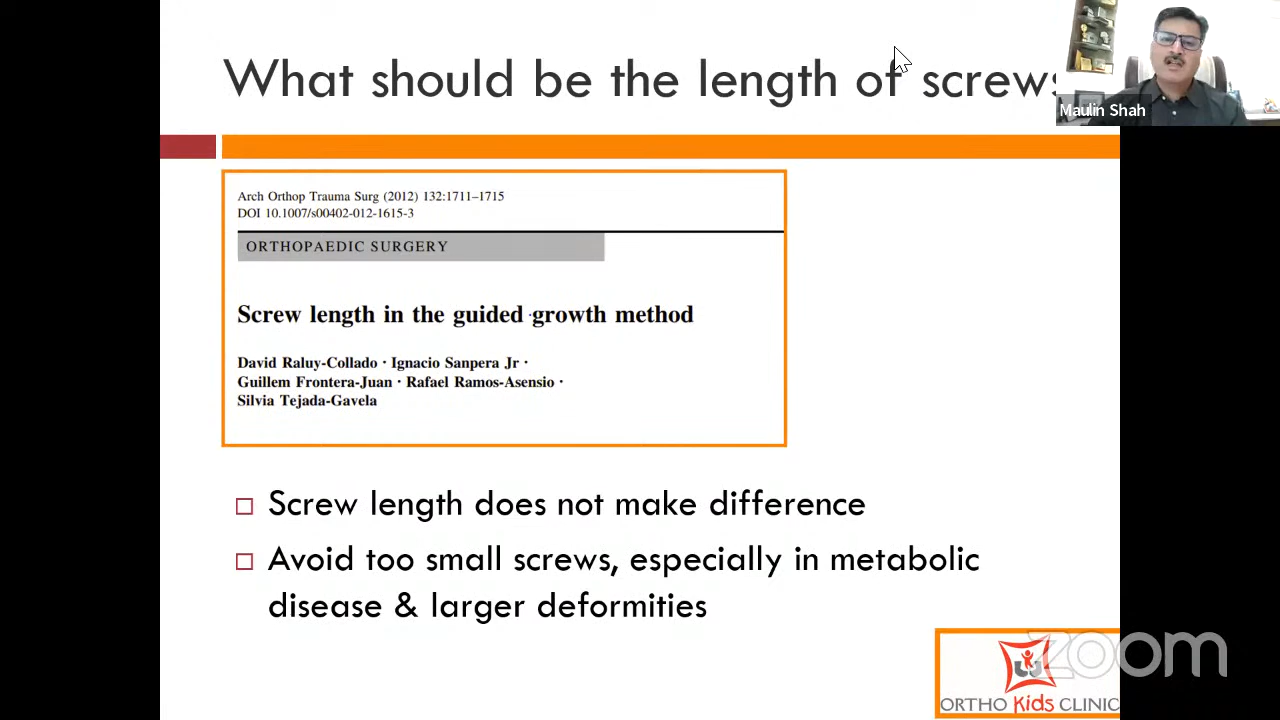 What should be the length of screws
Maulin Shah
Arch Orthop Trauma Surg (2012) 132:1711–1715
DOI 10.1007/s00402-012-1615-3
ORTHOPAEDIC SURGERY
Screw length in the guided growth method
David Raluy-Collado · Ignacio Sanpera Jr ·
Guillem Frontera-Juan · Rafael Ramos-Asensio ·
Silvia Tejada-Gavela
Screw length does not make difference
Avoid too small screws, especially in metabolic
disease & larger deformities
zoom
ORTHO Kids CLINIC